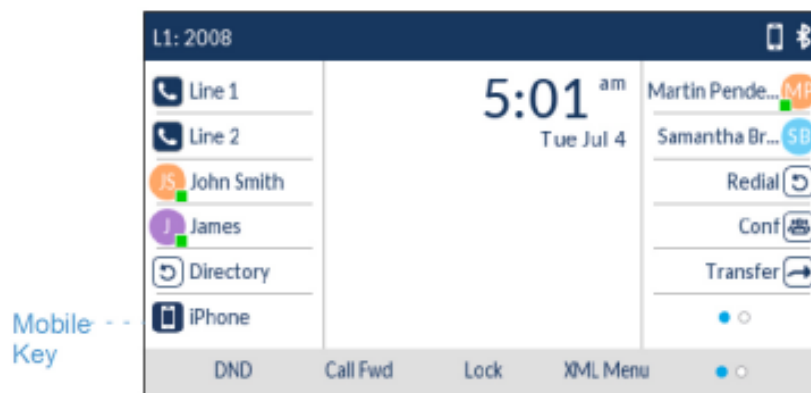 L1: 2008
Line 1
Line 2
JS John Smith
J James
Directory
iPhone
Mobile
Key
5:01 am
Tue Jul 4
Martin Pende... MP
Samantha Br... SB
Redial
Conf
Transfer
DND Call Fwd Lock XML Menu